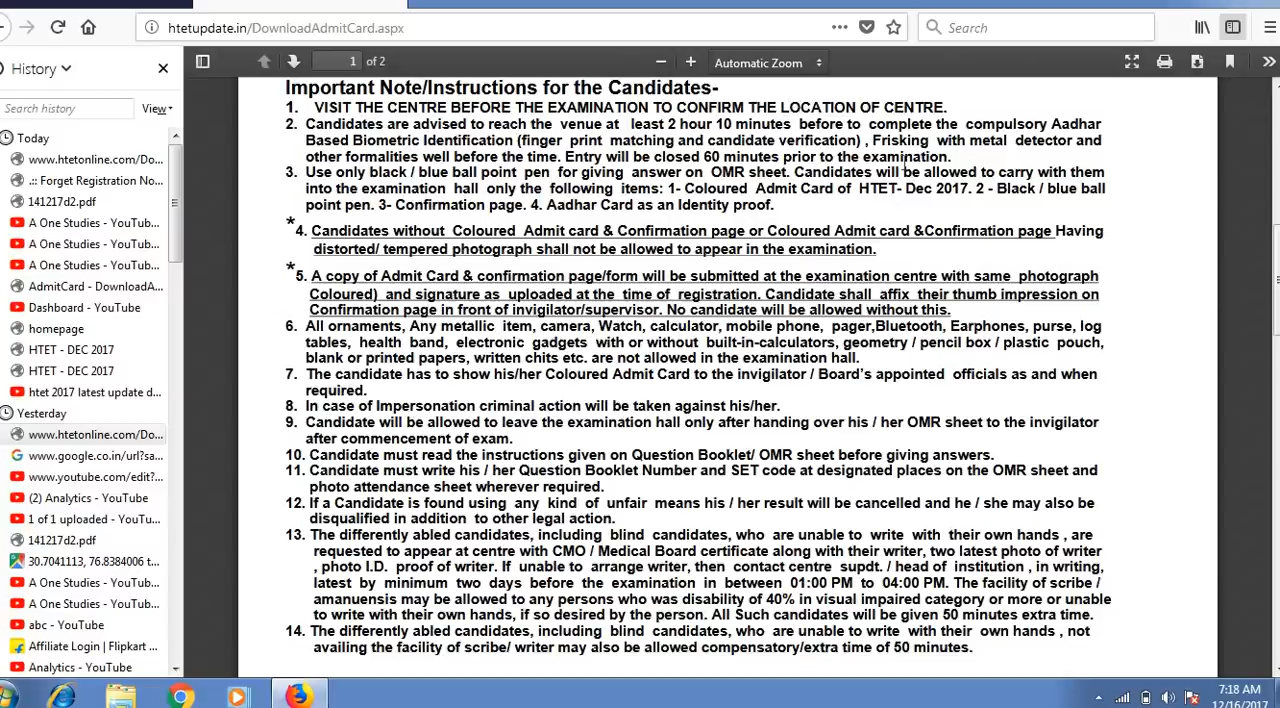 htetupdate.in/DownloadAdmitCard.aspx
Search
History
1 of 2
Automatic Zoom
Search history
View
Today
www.htetonline.com/Do...
.:: Forget Registration No...
141217d2.pdf
A One Studies - YouTub...
A One Studies - YouTub...
A One Studies - YouTub...
AdmitCard - DownloadA...
Dashboard - YouTube
homepage
HTET - DEC 2017
HTET - DEC 2017
htet 2017 latest update d...
Yesterday
www.htetonline.com/Do...
www.google.co.in/url?sa...
www.youtube.com/edit?...
(2) Analytics - YouTube
1 of 1 uploaded - YouTu...
141217d2.pdf
30.7041113, 76.8384006 t...
A One Studies - YouTub...
A One Studies - YouTub...
abc - YouTube
Affiliate Login | Flipkart ...
Analytics - YouTube
Important Note/Instructions for the Candidates-
1. VISIT THE CENTRE BEFORE THE EXAMINATION TO CONFIRM THE LOCATION OF CENTRE.
2. Candidates are advised to reach the venue at least 2 hour 10 minutes before to complete the compulsory Aadhar
Based Biometric Identification (finger print matching and candidate verification) , Frisking with metal detector and
other formalities well before the time. Entry will be closed 60 minutes prior to the examination.
3. Use only black / blue ball point pen for giving answer on OMR sheet. Candidates will be allowed to carry with them
into the examination hall only the following items: 1- Coloured Admit Card of HTET- Dec 2017. 2 - Black / blue ball
point pen. 3- Confirmation page. 4. Aadhar Card as an Identity proof.
*4. Candidates without Coloured Admit card & Confirmation page or Coloured Admit card &Confirmation page Having
distorted/ tempered photograph shall not be allowed to appear in the examination.
*5. A copy of Admit Card & confirmation page/form will be submitted at the examination centre with same photograph
Coloured) and signature as uploaded at the time of registration. Candidate shall affix their thumb impression on
Confirmation page in front of invigilator/supervisor. No candidate will be allowed without this.
6. All ornaments, Any metallic item, camera, Watch, calculator, mobile phone, pager,Bluetooth, Earphones, purse, log
tables, health band, electronic gadgets with or without built-in-calculators, geometry / pencil box / plastic pouch,
blank or printed papers, written chits etc. are not allowed in the examination hall.
7. The candidate has to show his/her Coloured Admit Card to the invigilator / Board's appointed officials as and when
required.
8. In case of Impersonation criminal action will be taken against his/her.
9. Candidate will be allowed to leave the examination hall only after handing over his / her OMR sheet to the invigilator
after commencement of exam.
10. Candidate must read the instructions given on Question Booklet/ OMR sheet before giving answers.
11. Candidate must write his / her Question Booklet Number and SET code at designated places on the OMR sheet and
photo attendance sheet wherever required.
12. If a Candidate is found using any kind of unfair means his / her result will be cancelled and he / she may also be
disqualified in addition to other legal action.
13. The differently abled candidates, including blind candidates, who are unable to write with their own hands , are
requested to appear at centre with CMO / Medical Board certificate along with their writer, two latest photo of writer
, photo I.D. proof of writer. If unable to arrange writer, then contact centre supdt. / head of institution , in writing,
latest by minimum two days before the examination in between 01:00 PM to 04:00 PM. The facility of scribe /
amanuensis may be allowed to any persons who was disability of 40% in visual impaired category or more or unable
to write with their own hands, if so desired by the person. All Such candidates will be given 50 minutes extra time.
14. The differently abled candidates, including blind candidates, who are unable to write with their own hands , not
availing the facility of scribe/ writer may also be allowed compensatory/extra time of 50 minutes.
7:18 AM
12/16/2017